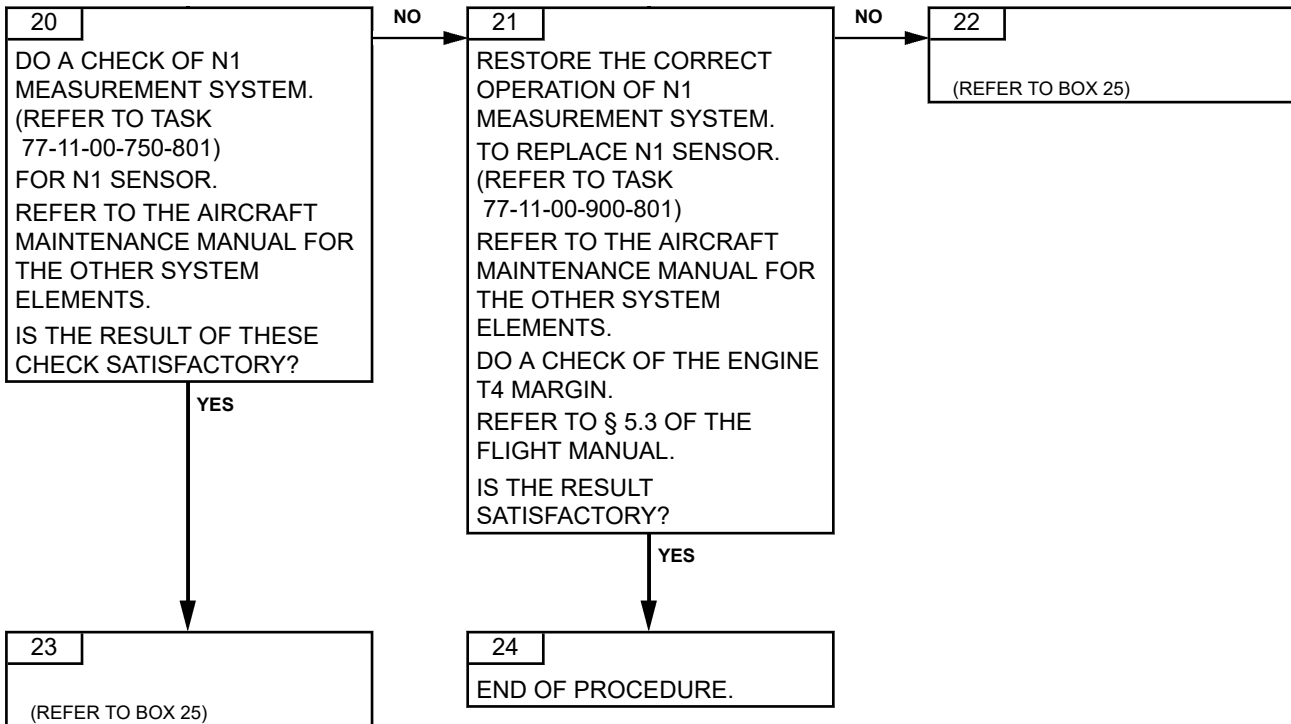 20
DO A CHECK OF N1
MEASUREMENT SYSTEM.
(REFER TO TASK
77-11-00-750-801)
FOR N1 SENSOR.
REFER TO THE AIRCRAFT
MAINTENANCE MANUAL FOR
THE OTHER SYSTEM
ELEMENTS.
IS THE RESULT OF THESE
CHECK SATISFACTORY?
NO
YES
21
RESTORE THE CORRECT
OPERATION OF N1
MEASUREMENT SYSTEM.
TO REPLACE N1 SENSOR.
(REFER TO TASK
77-11-00-900-801)
REFER TO THE AIRCRAFT
MAINTENANCE MANUAL FOR
THE OTHER SYSTEM
ELEMENTS.
DO A CHECK OF THE ENGINE
T4 MARGIN.
REFER TO § 5.3 OF THE
FLIGHT MANUAL.
IS THE RESULT
SATISFACTORY?
NO
YES
22
(REFER TO BOX 25)
23
(REFER TO BOX 25)
24
END OF PROCEDURE.